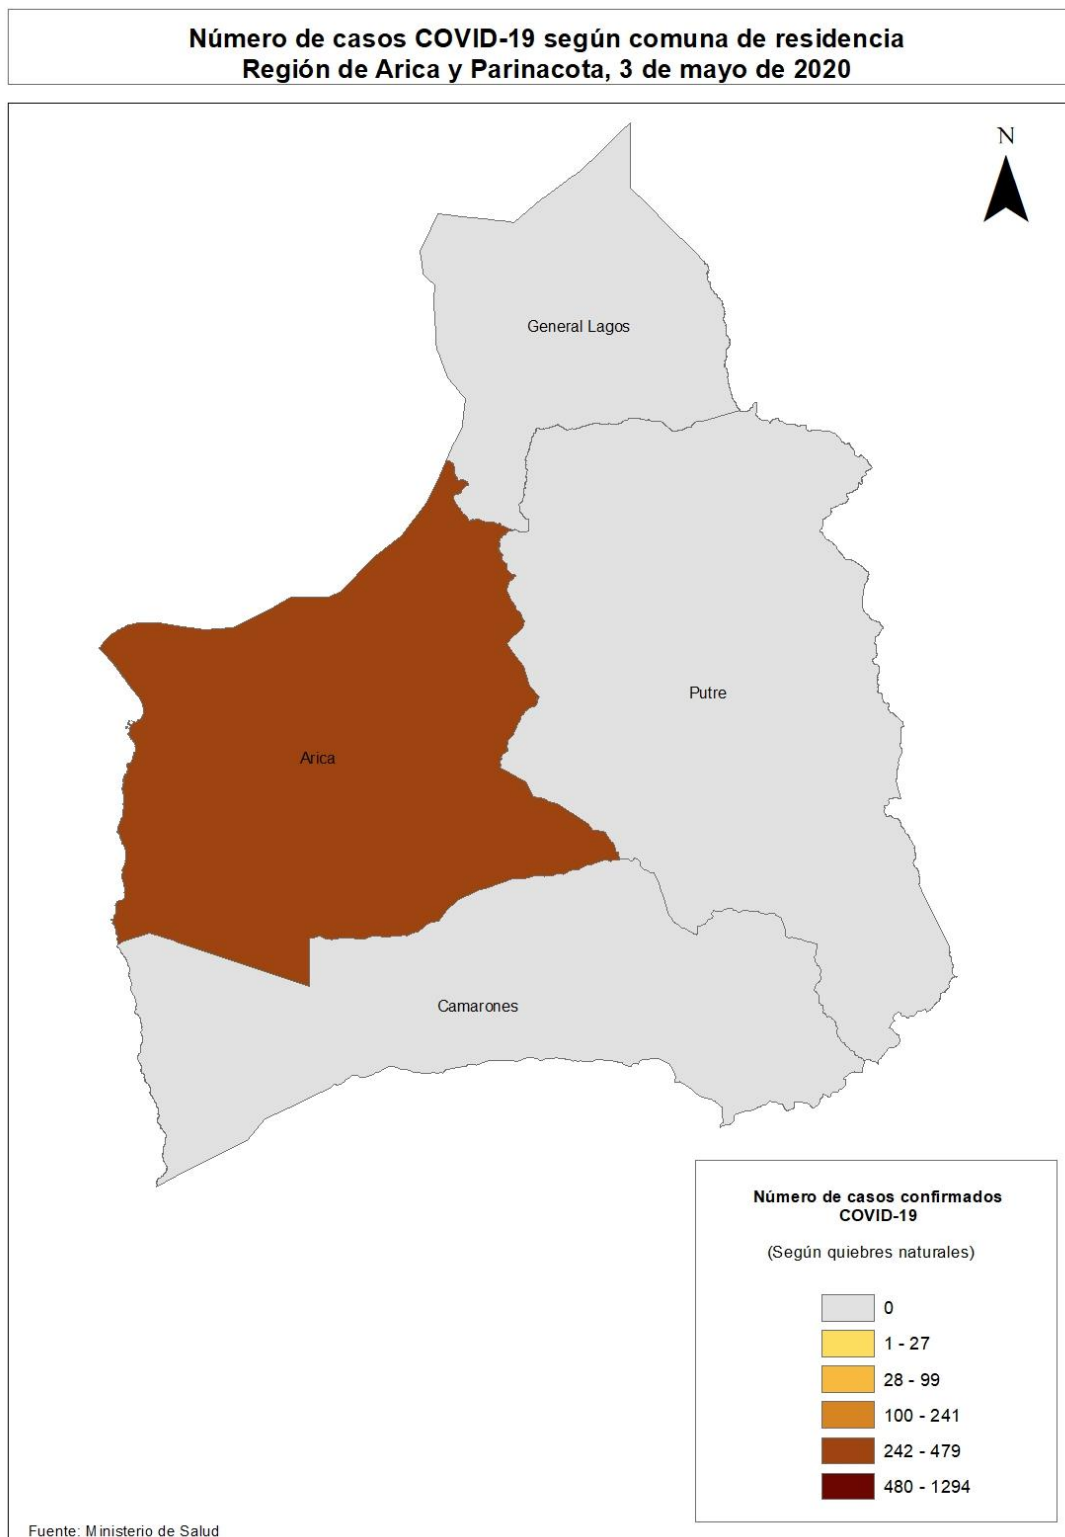 Número de casos COVID-19 según comuna de residencia
Región de Arica y Parinacota, 3 de mayo de 2020
N
General Lagos
Putre
Arica
Camarones
Número de casos confirmados
COVID-19
(Según quiebres naturales)
0
1 - 27
28 - 99
100 - 241
242 - 479
480 - 1294
Fuente: Ministerio de Salud